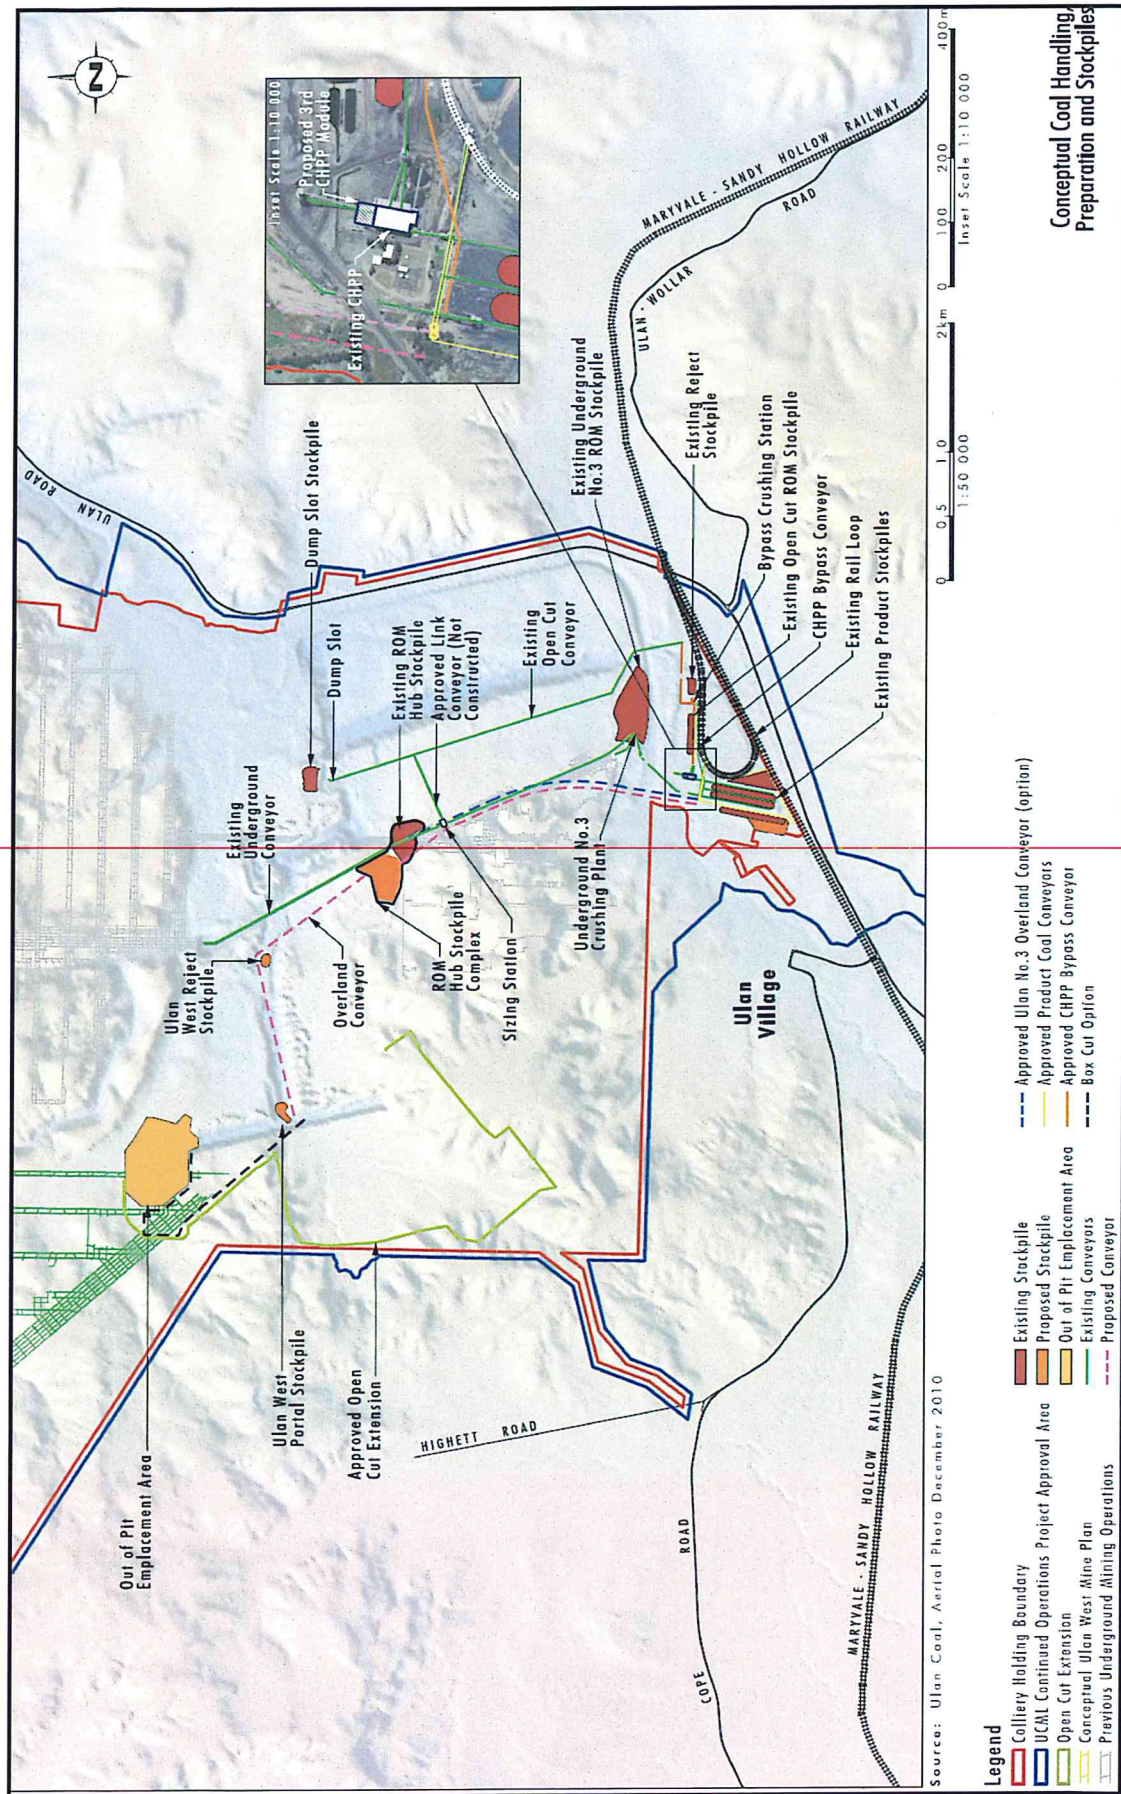 N
Inset Scale 1:10 000
Proposed 3rd
CHPP Module
Existing CHPP
ULAN
ROAD
Dump Slot Stockpile
Dump Slot
Existing ROM
Hub Stockpile
Approved Link
Conveyor (Not
Constructed)
Existing
Open Cut
Conveyor
Existing Underground
No.3 ROM Stockpile
Existing Reject
Stockpile
Bypass Crushing Station
Existing Open Cut ROM Stockpile
CHPP Bypass Conveyor
Existing Rail Loop
Existing Product Stockpiles
MARYVALE - SANDY HOLLOW RAILWAY
ULAN - WOLLAR
ROAD
Existing
Underground
Conveyor
Ulan
West Reject
Stockpile
Overland
Conveyor
ROM
Hub Stockpile
Complex
Sizing Station
Underground No.3
Crushing Plant
Ulan
Village
Out of Pit
Emplacement Area
Ulan West
Portal Stockpile
Approved Open
Cut Extension
HIGHETT ROAD
COPE
ROAD
MARYVALE - SANDY HOLLOW RAILWAY
Source: Ulan Coal, Aerial Photo December 2010
0 0.5 1.0 2km
1:50 000
0 100 200 400m
Inset Scale 1:10 000
Legend
Colliery Holding Boundary
UCML Continued Operations Project Approval Area
Open Cut Extension
Conceptual Ulan West Mine Plan
Previous Underground Mining Operations
Existing Stockpile
Proposed Stockpile
Out of Pit Emplacement Area
Existing Conveyors
Proposed Conveyor
Approved Ulan No.3 Overland Conveyor (option)
Approved Product Coal Conveyors
Approved CHPP Bypass Conveyor
Box Cut Option
Conceptual Coal Handling,
Preparation and Stockpiles